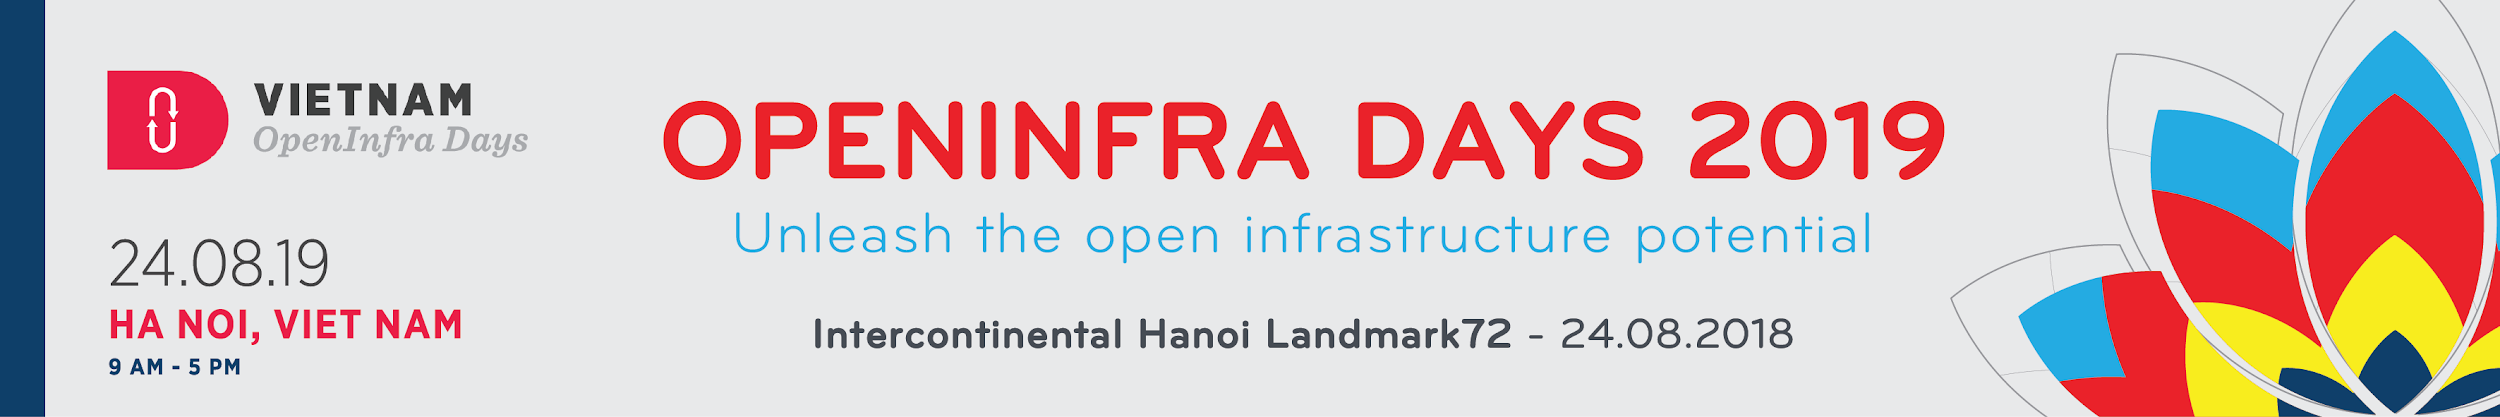 VIETNAM
OpenInfra Days
24.08.19
HA NOI, VIET NAM
9 AM - 5 PM
OPENINFRA DAYS 2019
Unleash the open infrastructure potential
Intercontinental Hanoi Landmark72 - 24.08.2018